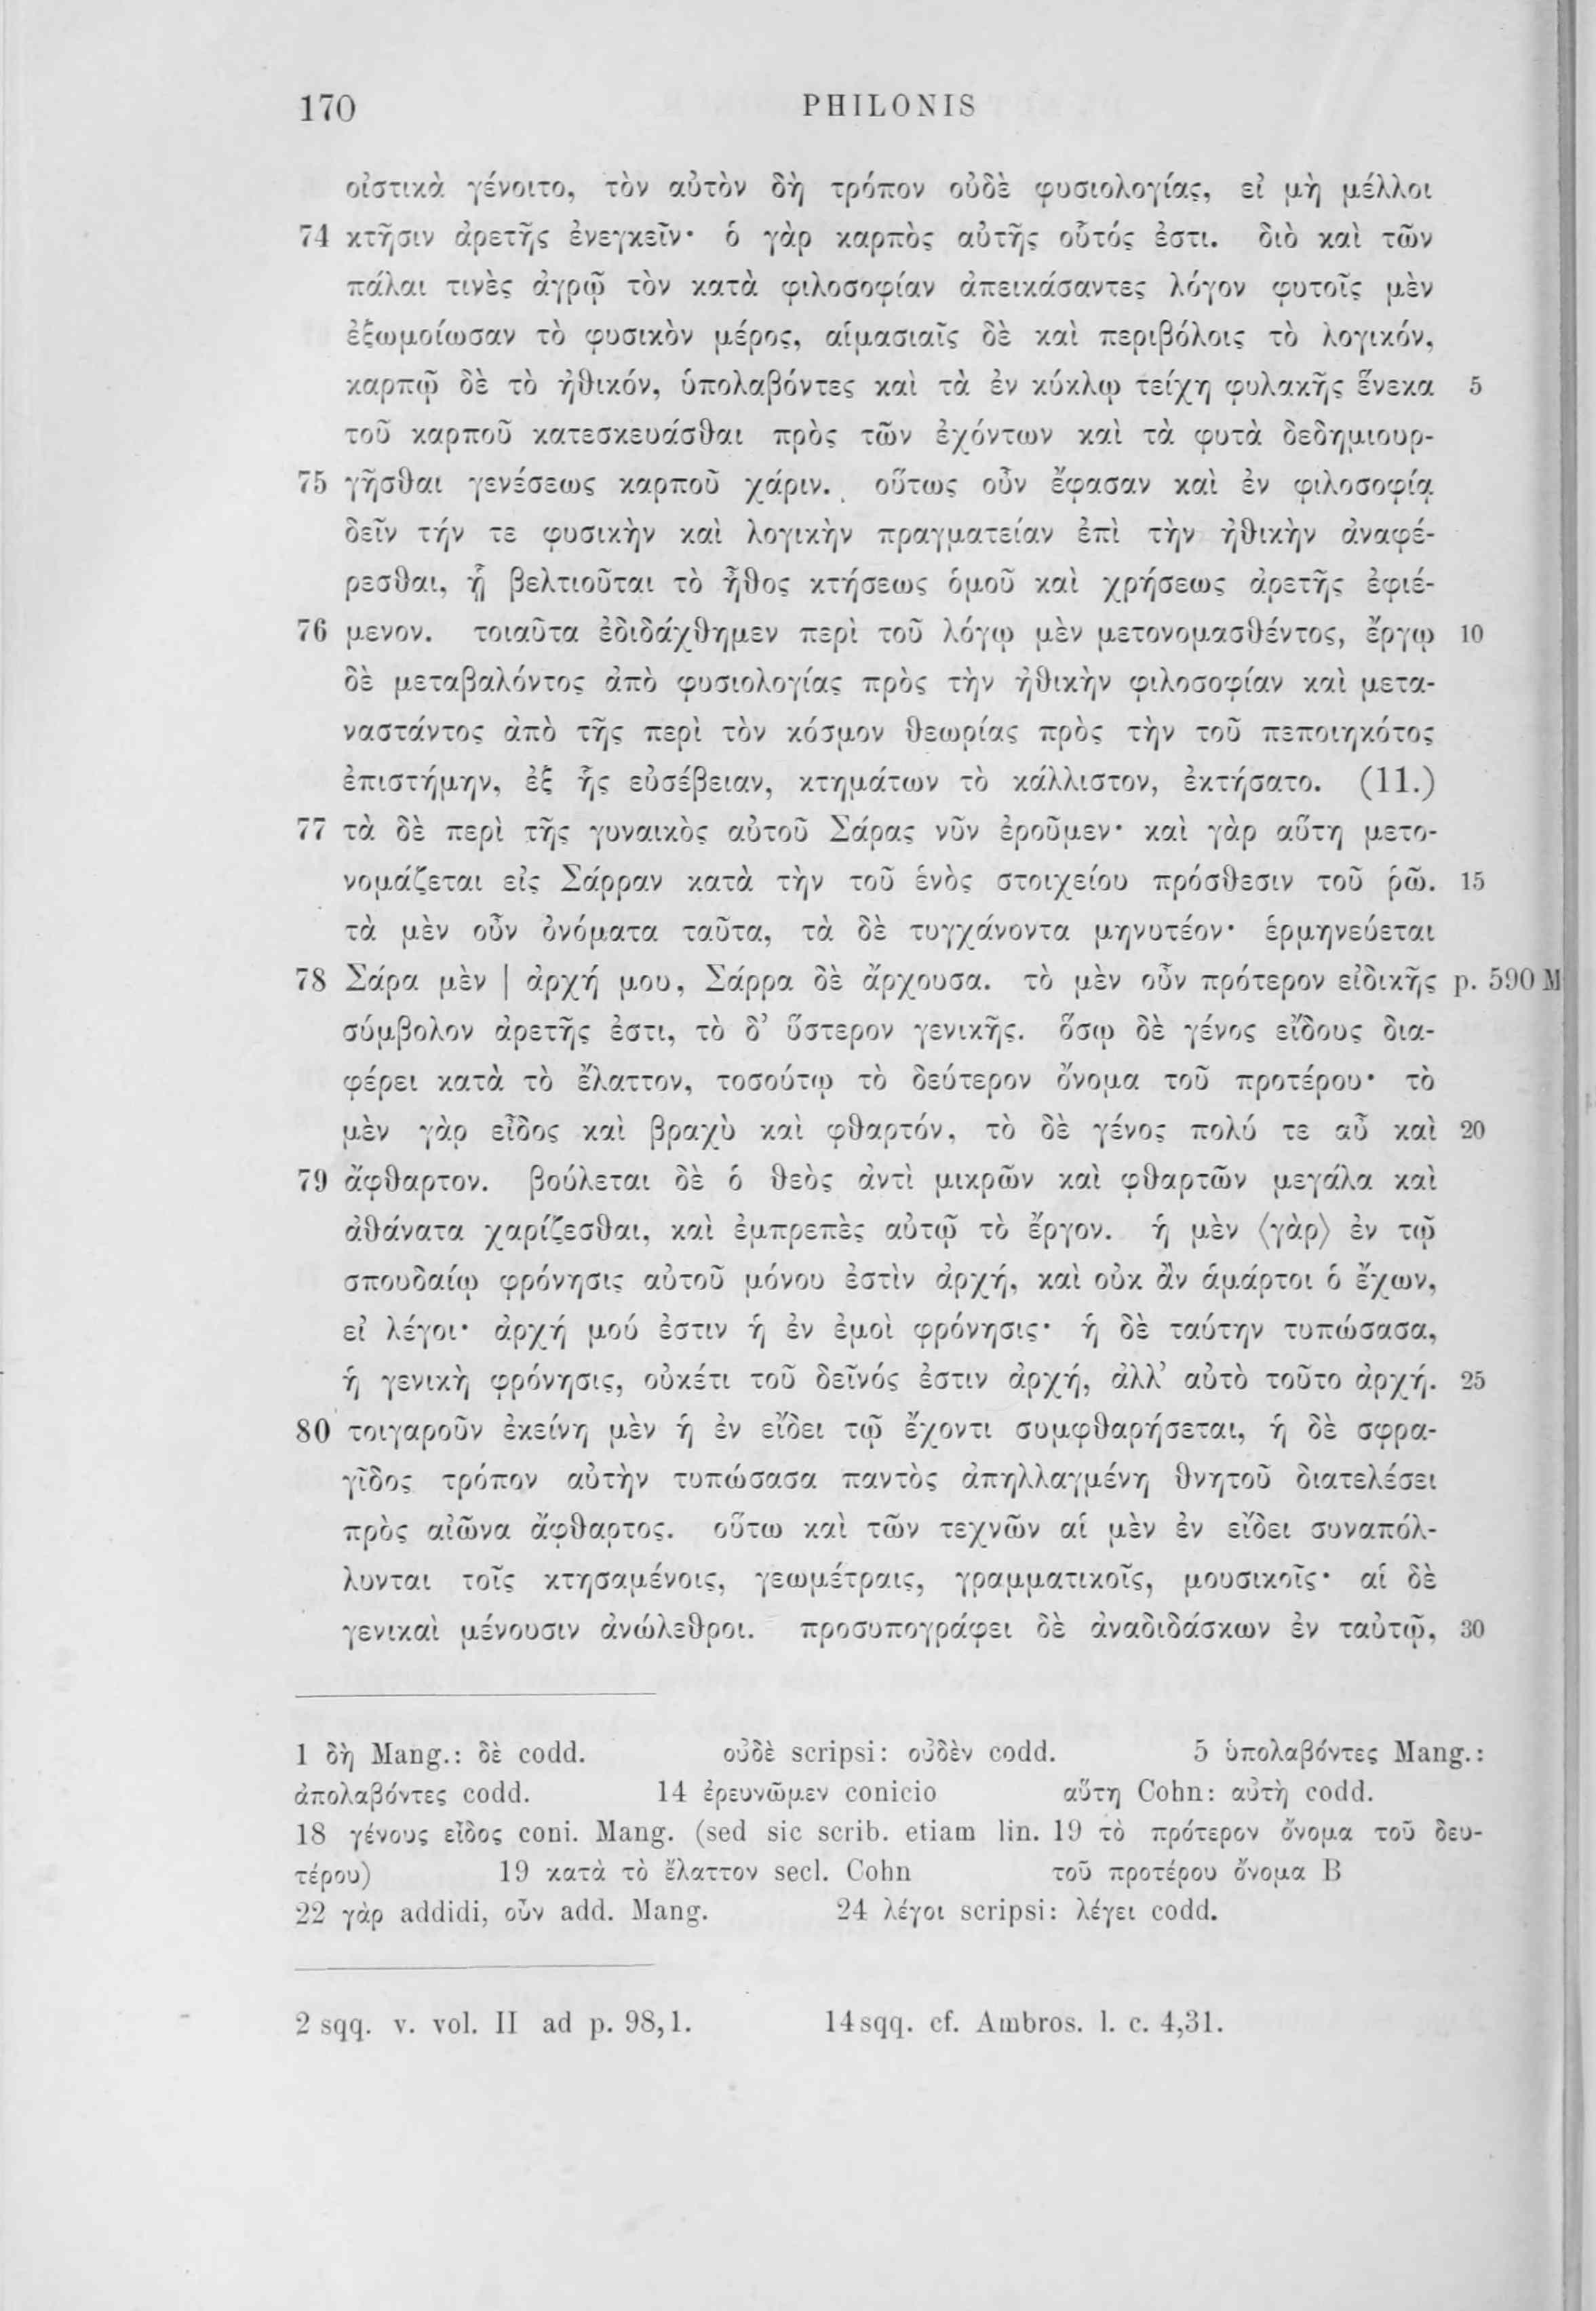 170 PHILONIS
οἰστικὰ γένοιτο, τὸν αὐτὸν δὴ τρόπον οὐδὲ φυσιολογίας, εἰ μὴ μέλλοι
74 κτῆσιν ἀρετῆς ἐνεγκεῖν· ὁ γὰρ καρπὸς αὐτῆς οὗτός ἐστι. διὸ καὶ τῶν
πάλαι τινὲς ἀγρῷ τὸν κατὰ φιλοσοφίαν ἀπεικάσαντες λόγον φυτοῖς μὲν
ἐξωμοίωσαν τὸ φυσικὸν μέρος, αἱμασιαῖς δὲ καὶ περιβόλοις τὸ λογικόν,
καρπῷ δὲ τὸ ἠθικόν, ὑπολαβόντες καὶ τὰ ἐν κύκλῳ τείχη φυλακῆς ἕνεκα 5
τοῦ καρποῦ κατεσκευάσθαι πρὸς τῶν ἐχόντων καὶ τὰ φυτὰ δεδημιουρ-
75 γῆσθαι γενέσεως καρποῦ χάριν. οὕτως οὖν ἔφασαν καὶ ἐν φιλοσοφίᾳ
δεῖν τήν τε φυσικὴν καὶ λογικὴν πραγματείαν ἐπὶ τὴν ἠθικὴν ἀναφέ-
ρεσθαι, ᾗ βελτιοῦται τὸ ἦθος κτήσεως ὁμοῦ καὶ χρήσεως ἀρετῆς ἐφιέ-
76 μενον. τοιαῦτα ἐδιδάχθημεν περὶ τοῦ λόγῳ μὲν μετονομασθέντος, ἔργῳ 10
δὲ μεταβαλόντος ἀπὸ φυσιολογίας πρὸς τὴν ἠθικὴν φιλοσοφίαν καὶ μετα-
ναστάντος ἀπὸ τῆς περὶ τὸν κόσμον θεωρίας πρὸς τὴν τοῦ πεποιηκότος
ἐπιστήμην, ἐξ ἧς εὐσέβειαν, κτημάτων τὸ κάλλιστον, ἐκτήσατο. (11.)
77 τὰ δὲ περὶ τῆς γυναικὸς αὐτοῦ Σάρας νῦν ἐροῦμεν· καὶ γὰρ αὕτη μετο-
νομάζεται εἰς Σάρραν κατὰ τὴν τοῦ ἑνὸς στοιχείου πρόσθεσιν τοῦ ῥῶ. 15
τὰ μὲν οὖν ὀνόματα ταῦτα, τὰ δὲ τυγχάνοντα μηνυτέον· ἑρμηνεύεται
78 Σάρα μὲν | ἀρχή μου, Σάρρα δὲ ἄρχουσα. τὸ μὲν οὖν πρότερον εἰδικῆς p. 590 M
σύμβολον ἀρετῆς ἐστι, τὸ δ’ ὕστερον γενικῆς. ὅσῳ δὲ γένος εἴδους δια-
φέρει κατὰ τὸ ἔλαττον, τοσούτῳ τὸ δεύτερον ὄνομα τοῦ προτέρου· τὸ
μὲν γὰρ εἶδος καὶ βραχὺ καὶ φθαρτόν, τὸ δὲ γένος πολύ τε αὖ καὶ 20
79 ἄφθαρτον. βούλεται δὲ ὁ θεὸς ἀντὶ μικρῶν καὶ φθαρτῶν μεγάλα καὶ
ἀθάνατα χαρίζεσθαι, καὶ ἐμπρεπὲς αὐτῷ τὸ ἔργον. ἡ μὲν ⟨γὰρ⟩ ἐν τῷ
σπουδαίῳ φρόνησις αὐτοῦ μόνου ἐστὶν ἀρχή, καὶ οὐκ ἂν ἁμάρτοι ὁ ἔχων,
εἰ λέγοι· ἀρχή μού ἐστιν ἡ ἐν ἐμοὶ φρόνησις· ἡ δὲ ταύτην τυπώσασα,
ἡ γενικὴ φρόνησις, οὐκέτι τοῦ δεῖνός ἐστιν ἀρχή, ἀλλ’ αὐτὸ τοῦτο ἀρχή. 25
80 τοιγαροῦν ἐκείνη μὲν ἡ ἐν εἴδει τῷ ἔχοντι συμφθαρήσεται, ἡ δὲ σφρα-
γῖδος τρόπον αὐτὴν τυπώσασα παντὸς ἀπηλλαγμένη θνητοῦ διατελέσει
πρὸς αἰῶνα ἄφθαρτος. οὕτω καὶ τῶν τεχνῶν αἱ μὲν ἐν εἴδει συναπόλ-
λυνται τοῖς κτησαμένοις, γεωμέτραις, γραμματικοῖς, μουσικοῖς· αἱ δὲ
γενικαὶ μένουσιν ἀνώλεθροι. προσυπογράφει δὲ ἀναδιδάσκων ἐν ταὐτῷ, 30
1 δὴ Mang.: δὲ codd. οὐδὲ scripsi: οὐδὲν codd. 5 ὑπολαβόντες Mang.:
ἀπολαβόντες codd. 14 ἐρευνῶμεν conicio αὕτη Cohn: αὐτὴ codd.
18 γένους εἶδος coni. Mang. (sed sic scrib. etiam lin. 19 τὸ πρότερον ὄνομα τοῦ δευ-
τέρου) 19 κατὰ τὸ ἔλαττον secl. Cohn τοῦ προτέρου ὄνομα B
22 γὰρ addidi, οὖν add. Mang. 24 λέγοι scripsi: λέγει codd.
2 sqq. v. vol. II ad p. 98,1. 14 sqq. cf. Ambros. l. c. 4,31.